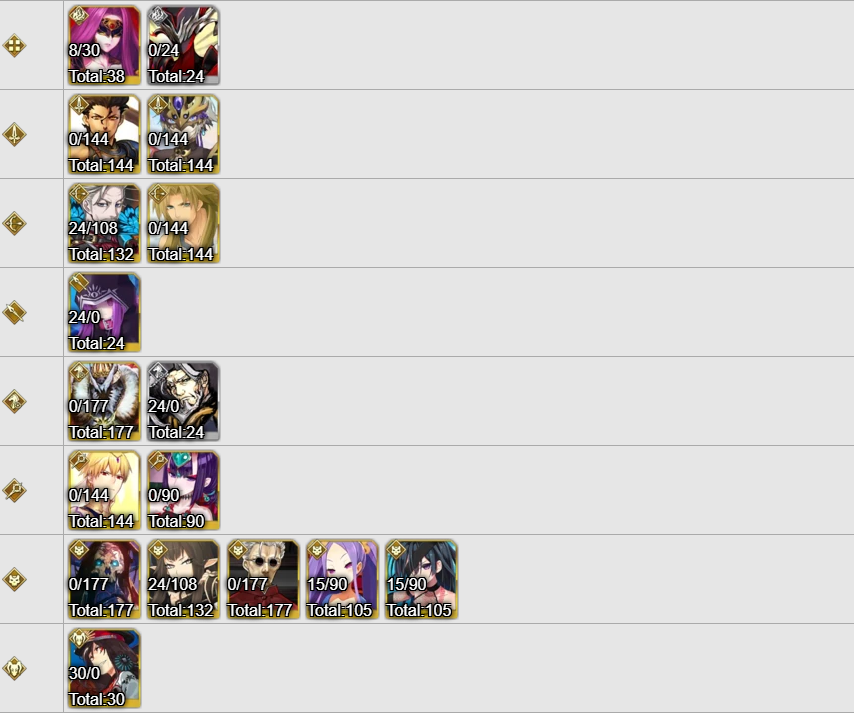 8/30 0/24
Total:38 Total:24
0/144 0/144
Total:144 Total:144
24/108 0/144
Total:132 Total:144
24/0
Total:24
0/177 24/0
Total:177 Total:24
0/144 0/90
Total:144 Total:90
0/177 24/108 0/177 15/90 15/90
Total:177 Total:132 Total:177 Total:105 Total:105
30/0
Total:30